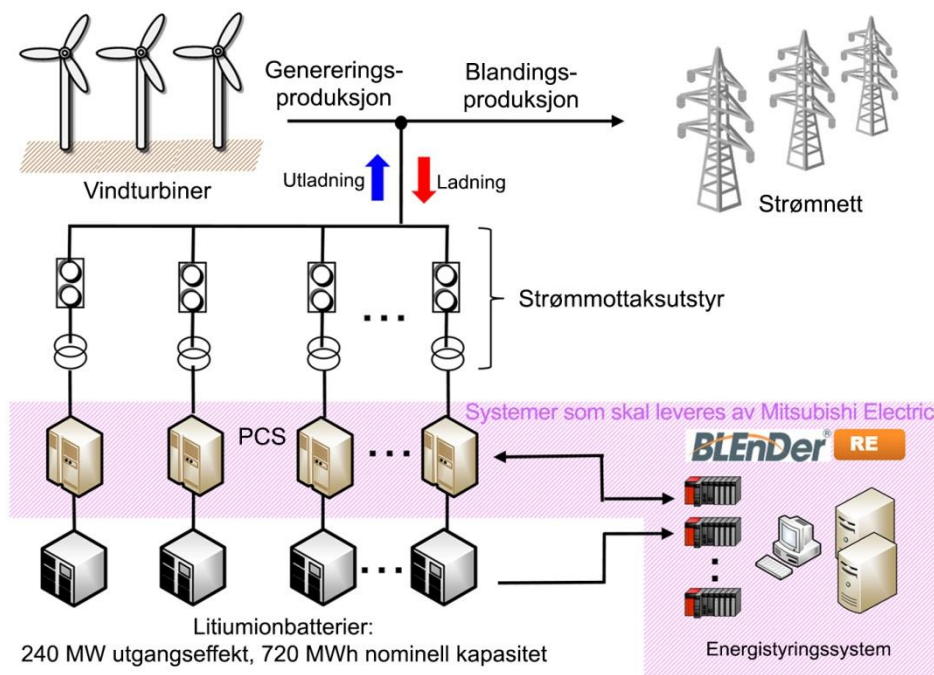 Genererings-
produksjon
Blandings-
produksjon
Utladning
Ladning
Vindturbiner
Strømnett
Strømmottaksutstyr
Systemer som skal leveres av Mitsubishi Electric
PCS
BLEnDer® RE
Litiumionbatterier:
240 MW utgangseffekt, 720 MWh nominell kapasitet
Energistyringssystem